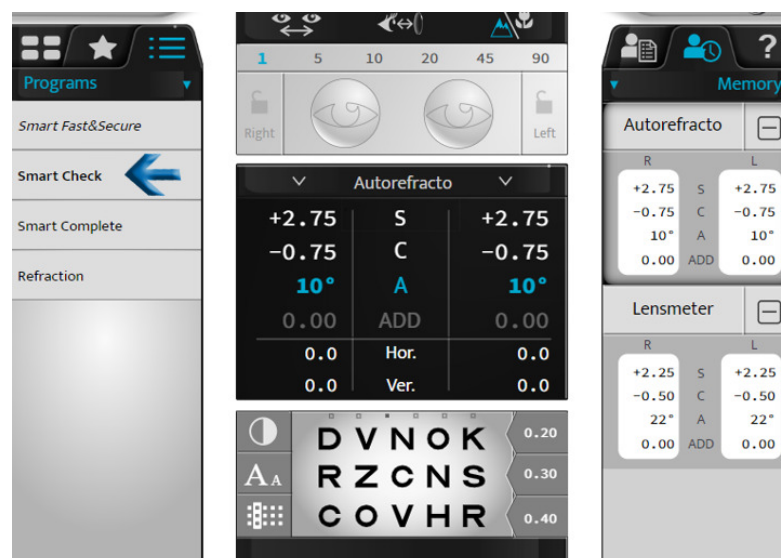 Programs
Smart Fast&Secure
Smart Check
Smart Complete
Refraction
1 5 10 20 45 90
Right Left
Autorefracto
+2.75 S +2.75
-0.75 C -0.75
10° A 10°
0.00 ADD 0.00
0.0 Hor. 0.0
0.0 Ver. 0.0
D V N O K 0.20
AA R Z C N S 0.30
C O V H R 0.40
?
Memory
Autorefracto
R L
+2.75 S +2.75
-0.75 C -0.75
10° A 10°
0.00 ADD 0.00
Lensmeter
R L
+2.25 S +2.25
-0.50 C -0.50
22° A 22°
0.00 ADD 0.00